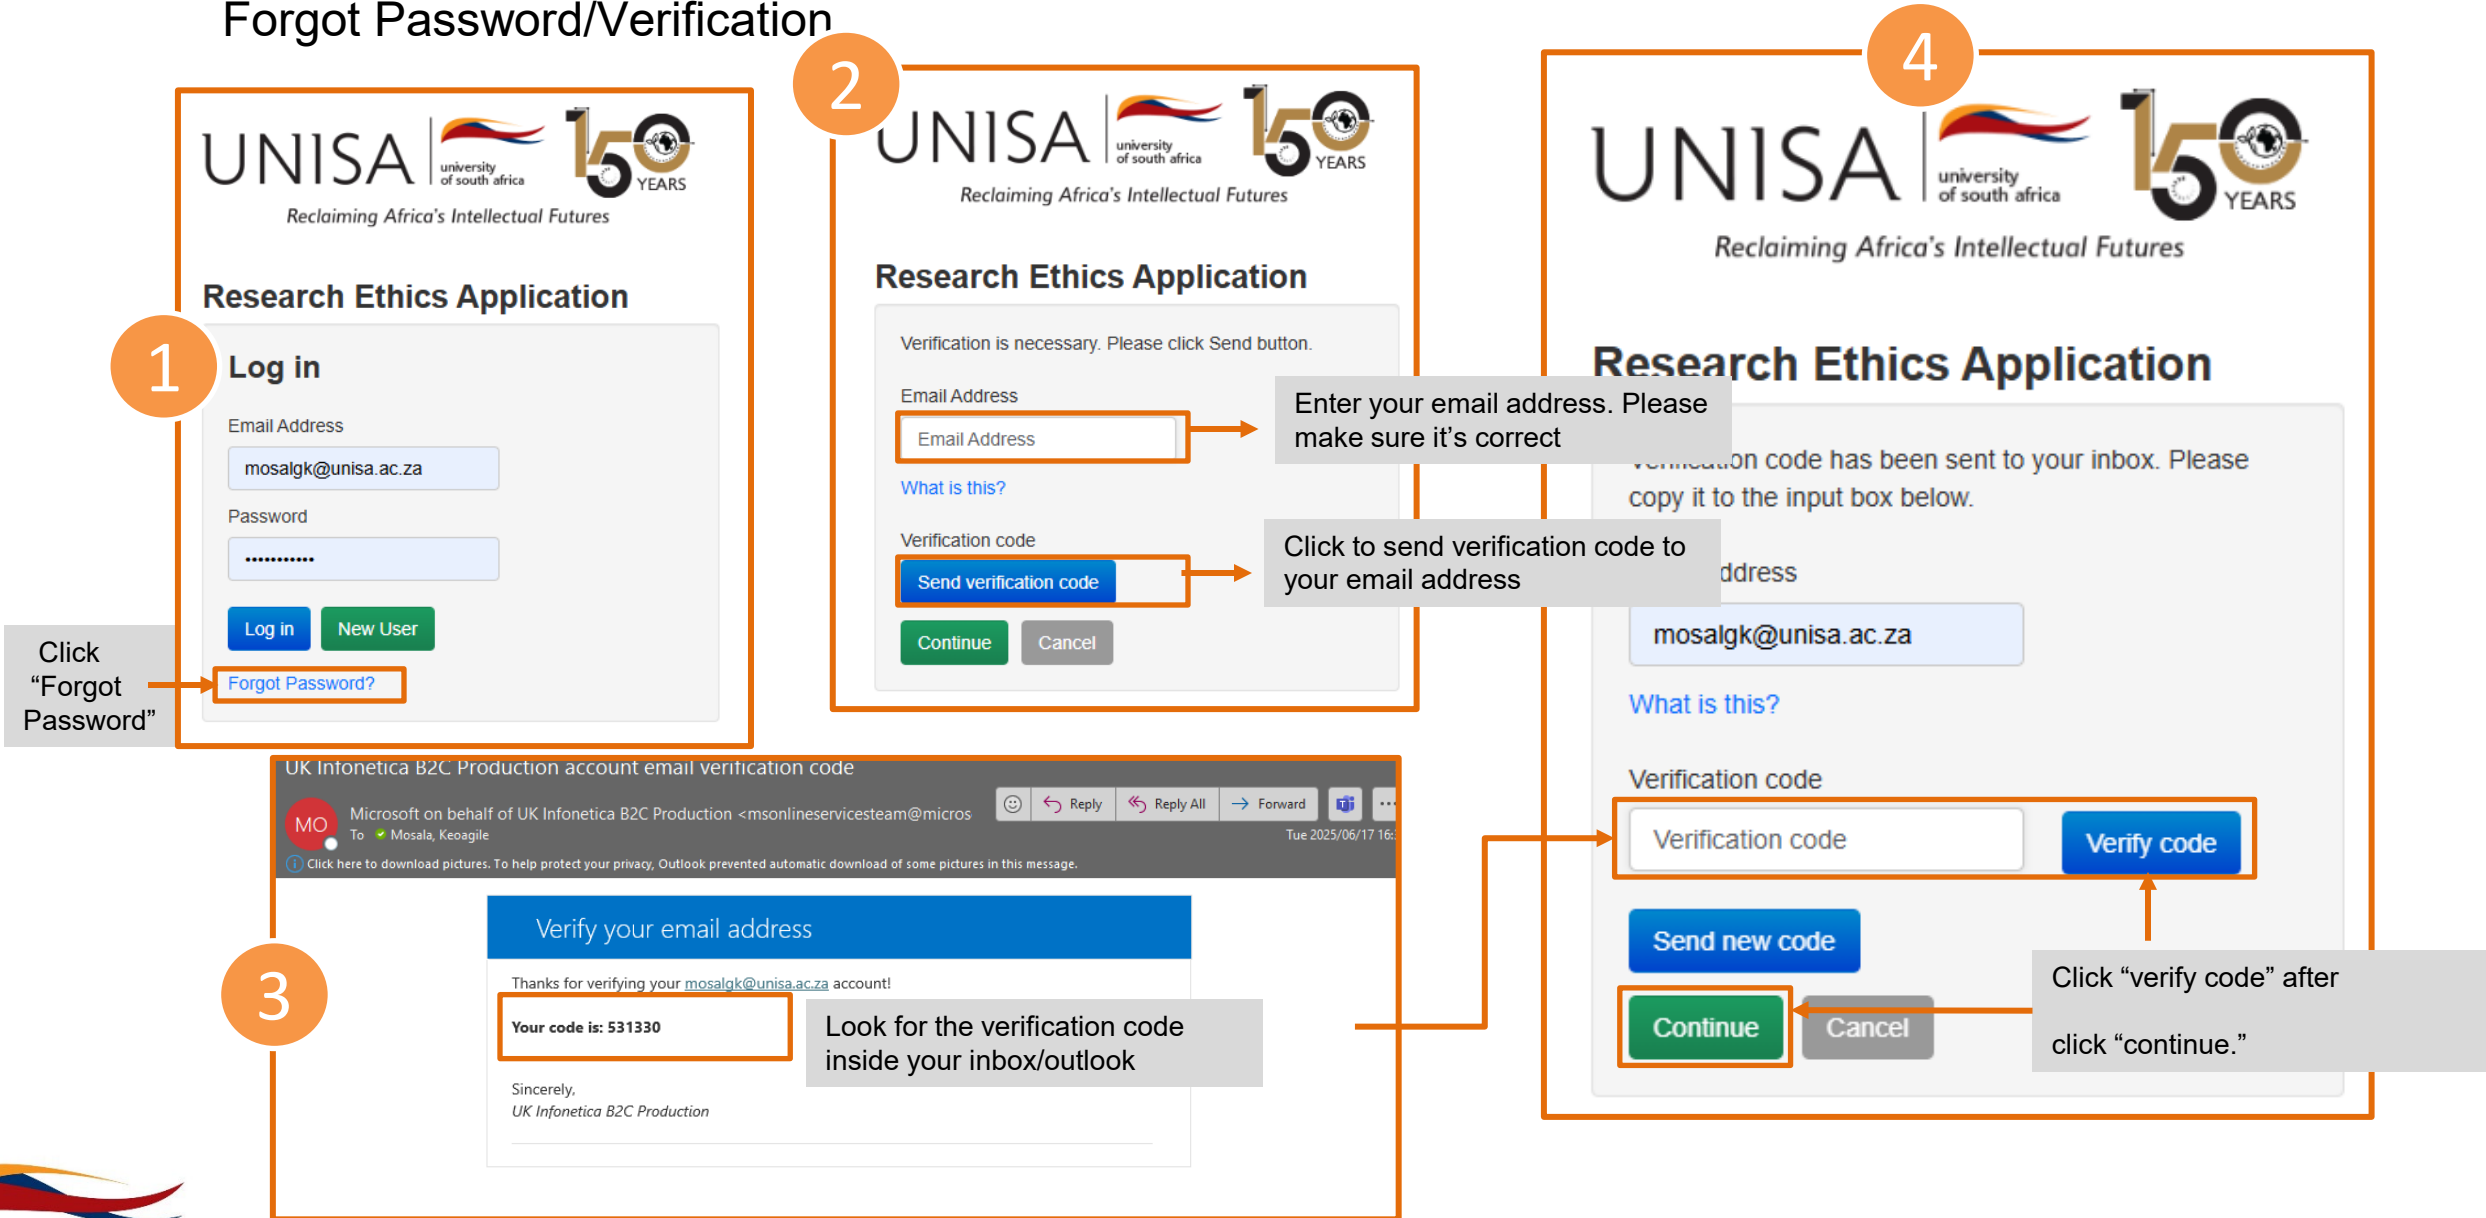 Forgot Password/Verification
1
UNISA
university
of south africa
150
YEARS
Reclaiming Africa's Intellectual Futures
Research Ethics Application
Log in
Email Address
mosalgk@unisa.ac.za
Password
•••••••••••
Log in
New User
Forgot Password?
Click
“Forgot
Password”
2
UNISA
university
of south africa
150
YEARS
Reclaiming Africa's Intellectual Futures
Research Ethics Application
Verification is necessary. Please click Send button.
Email Address
Email Address
What is this?
Verification code
Send verification code
Continue
Cancel
Enter your email address. Please
make sure it’s correct
Click to send verification code to
your email address
3
UK Infonetica B2C Production account email verification code
MO
Microsoft on behalf of UK Infonetica B2C Production <msonlineservicesteam@micros
To Mosala, Keoagile
Reply
Reply All
Forward
Tue 2025/06/17 16:
Click here to download pictures. To help protect your privacy, Outlook prevented automatic download of some pictures in this message.
Verify your email address
Thanks for verifying your mosalgk@unisa.ac.za account!
Your code is: 531330
Sincerely,
UK Infonetica B2C Production
Look for the verification code
inside your inbox/outlook
4
UNISA
university
of south africa
150
YEARS
Reclaiming Africa's Intellectual Futures
Research Ethics Application
Verification code has been sent to your inbox. Please
copy it to the input box below.
ddress
mosalgk@unisa.ac.za
What is this?
Verification code
Verification code
Verify code
Send new code
Continue
Cancel
Click “verify code” after
click “continue.”